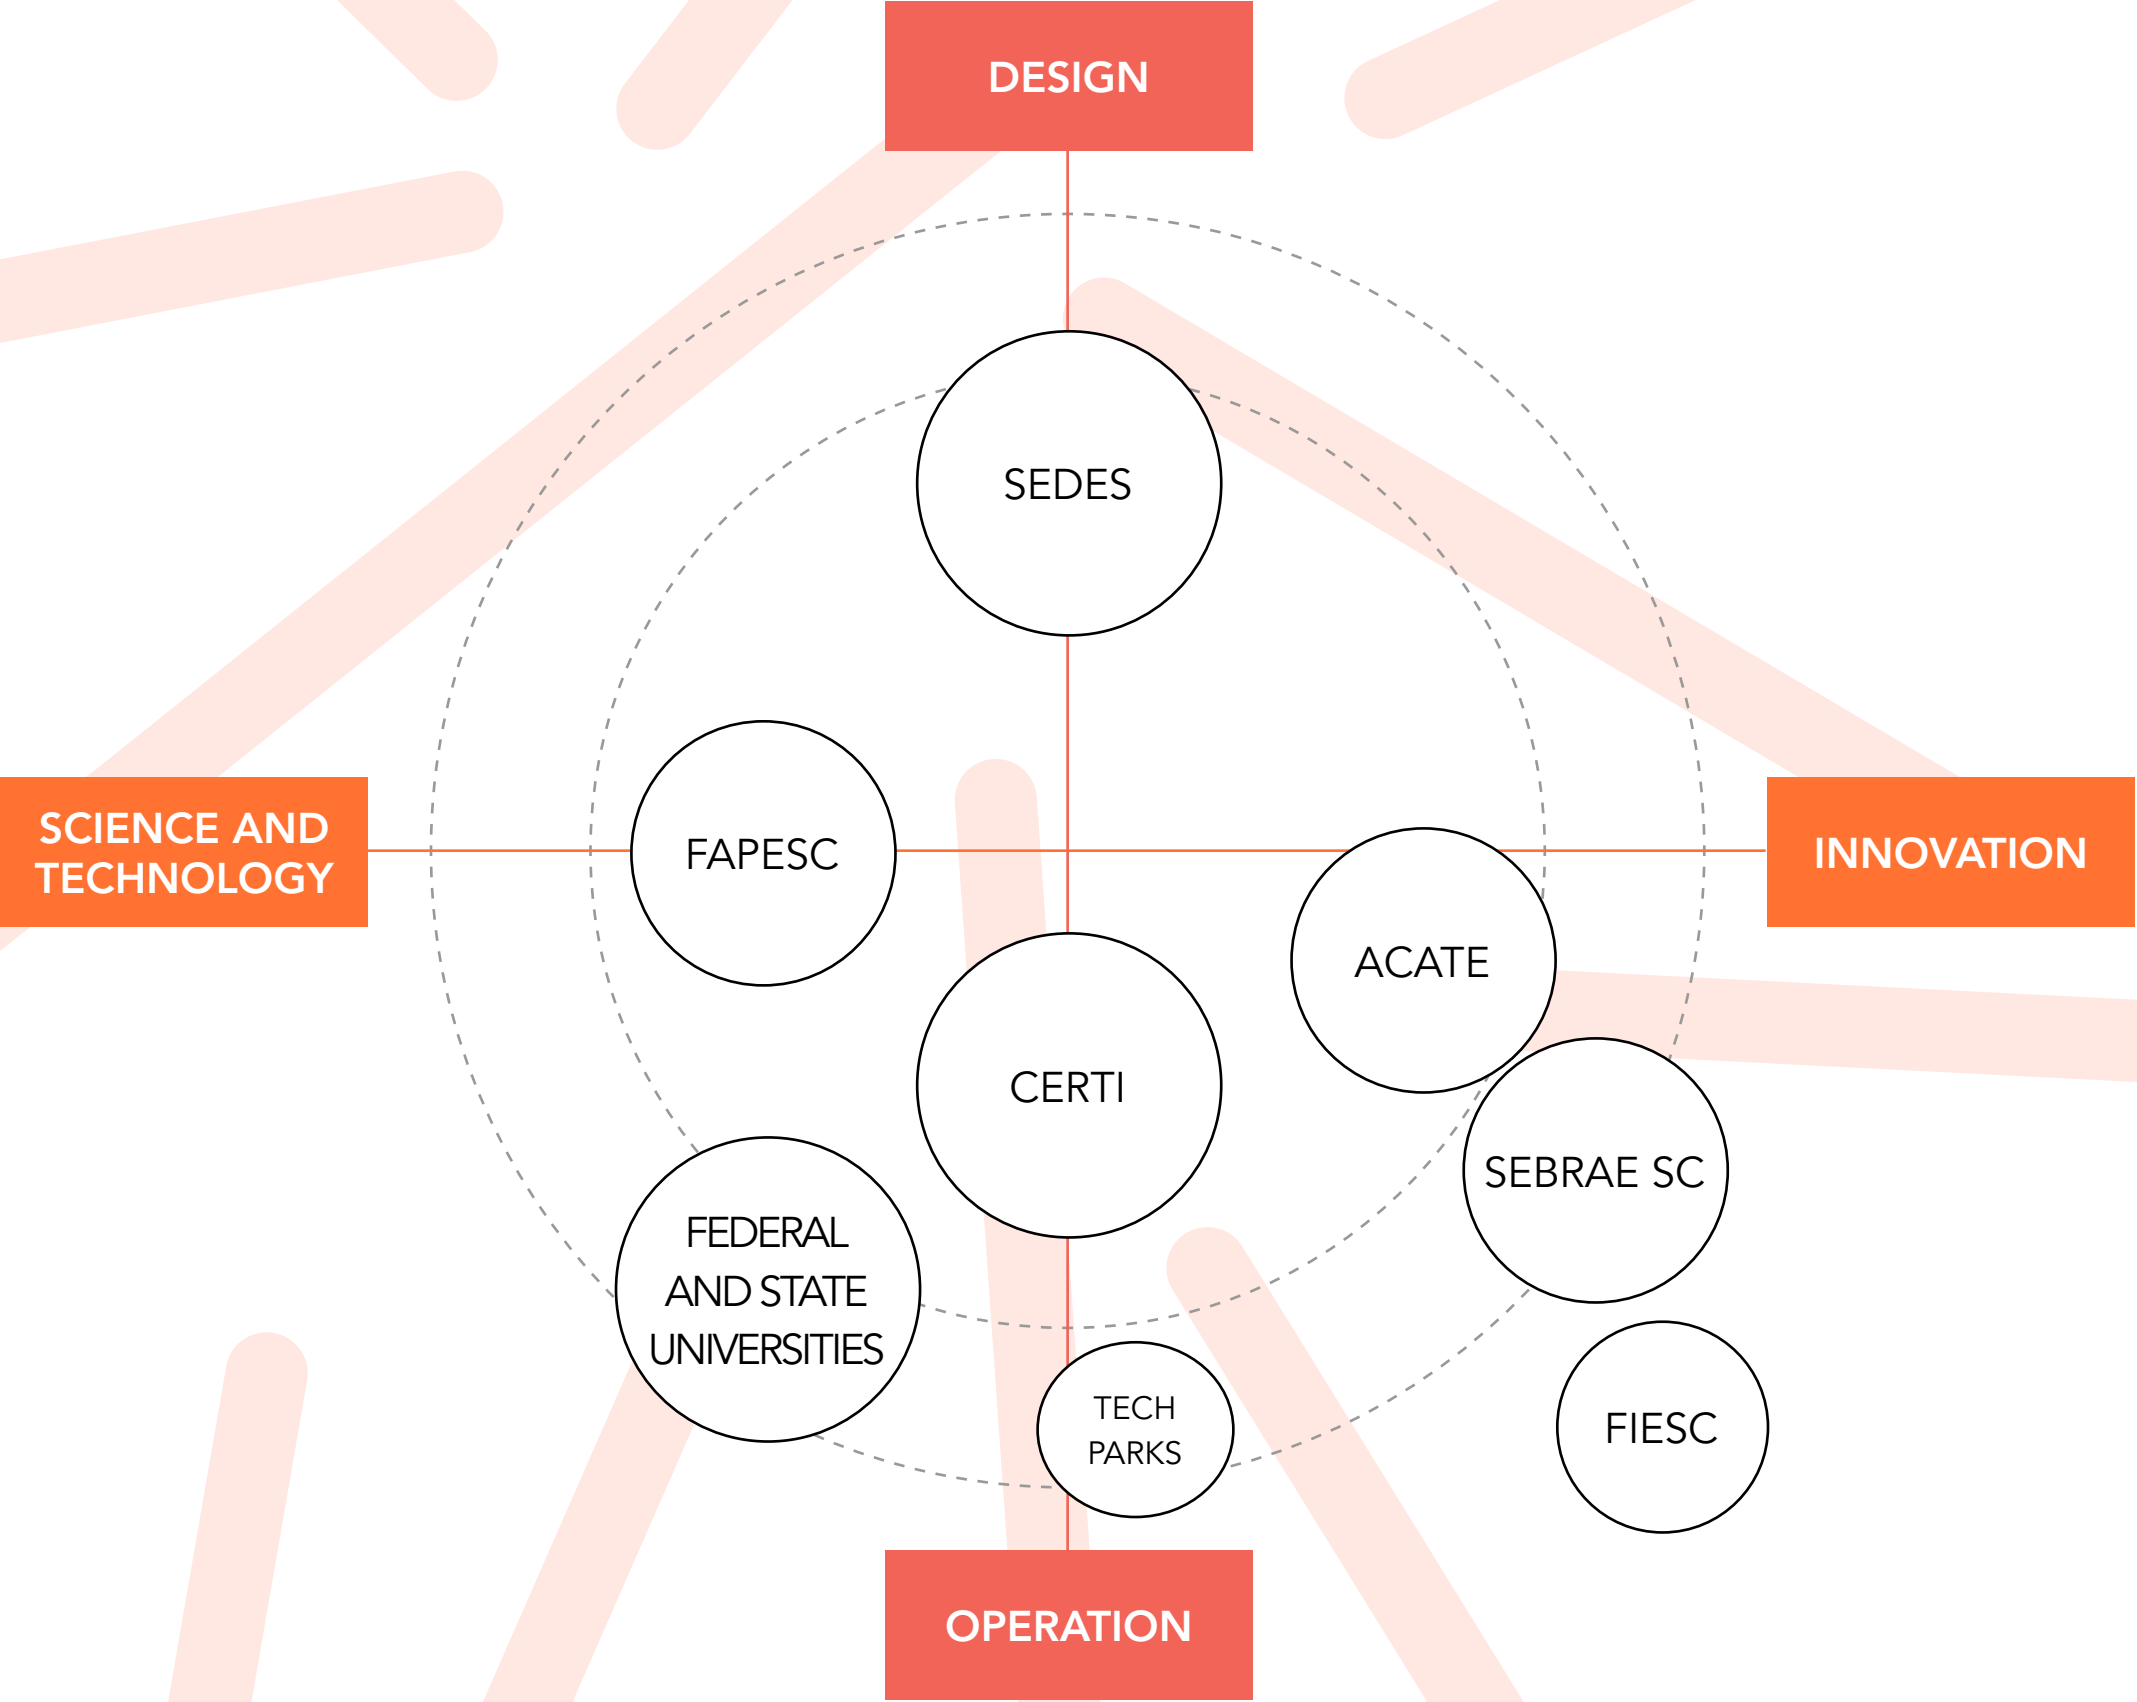 DESIGN
SEDES
SCIENCE AND
TECHNOLOGY
FAPESC
INNOVATION
ACATE
CERTI
SEBRAE SC
FEDERAL
AND STATE
UNIVERSITIES
TECH
PARKS
FIESC
OPERATION